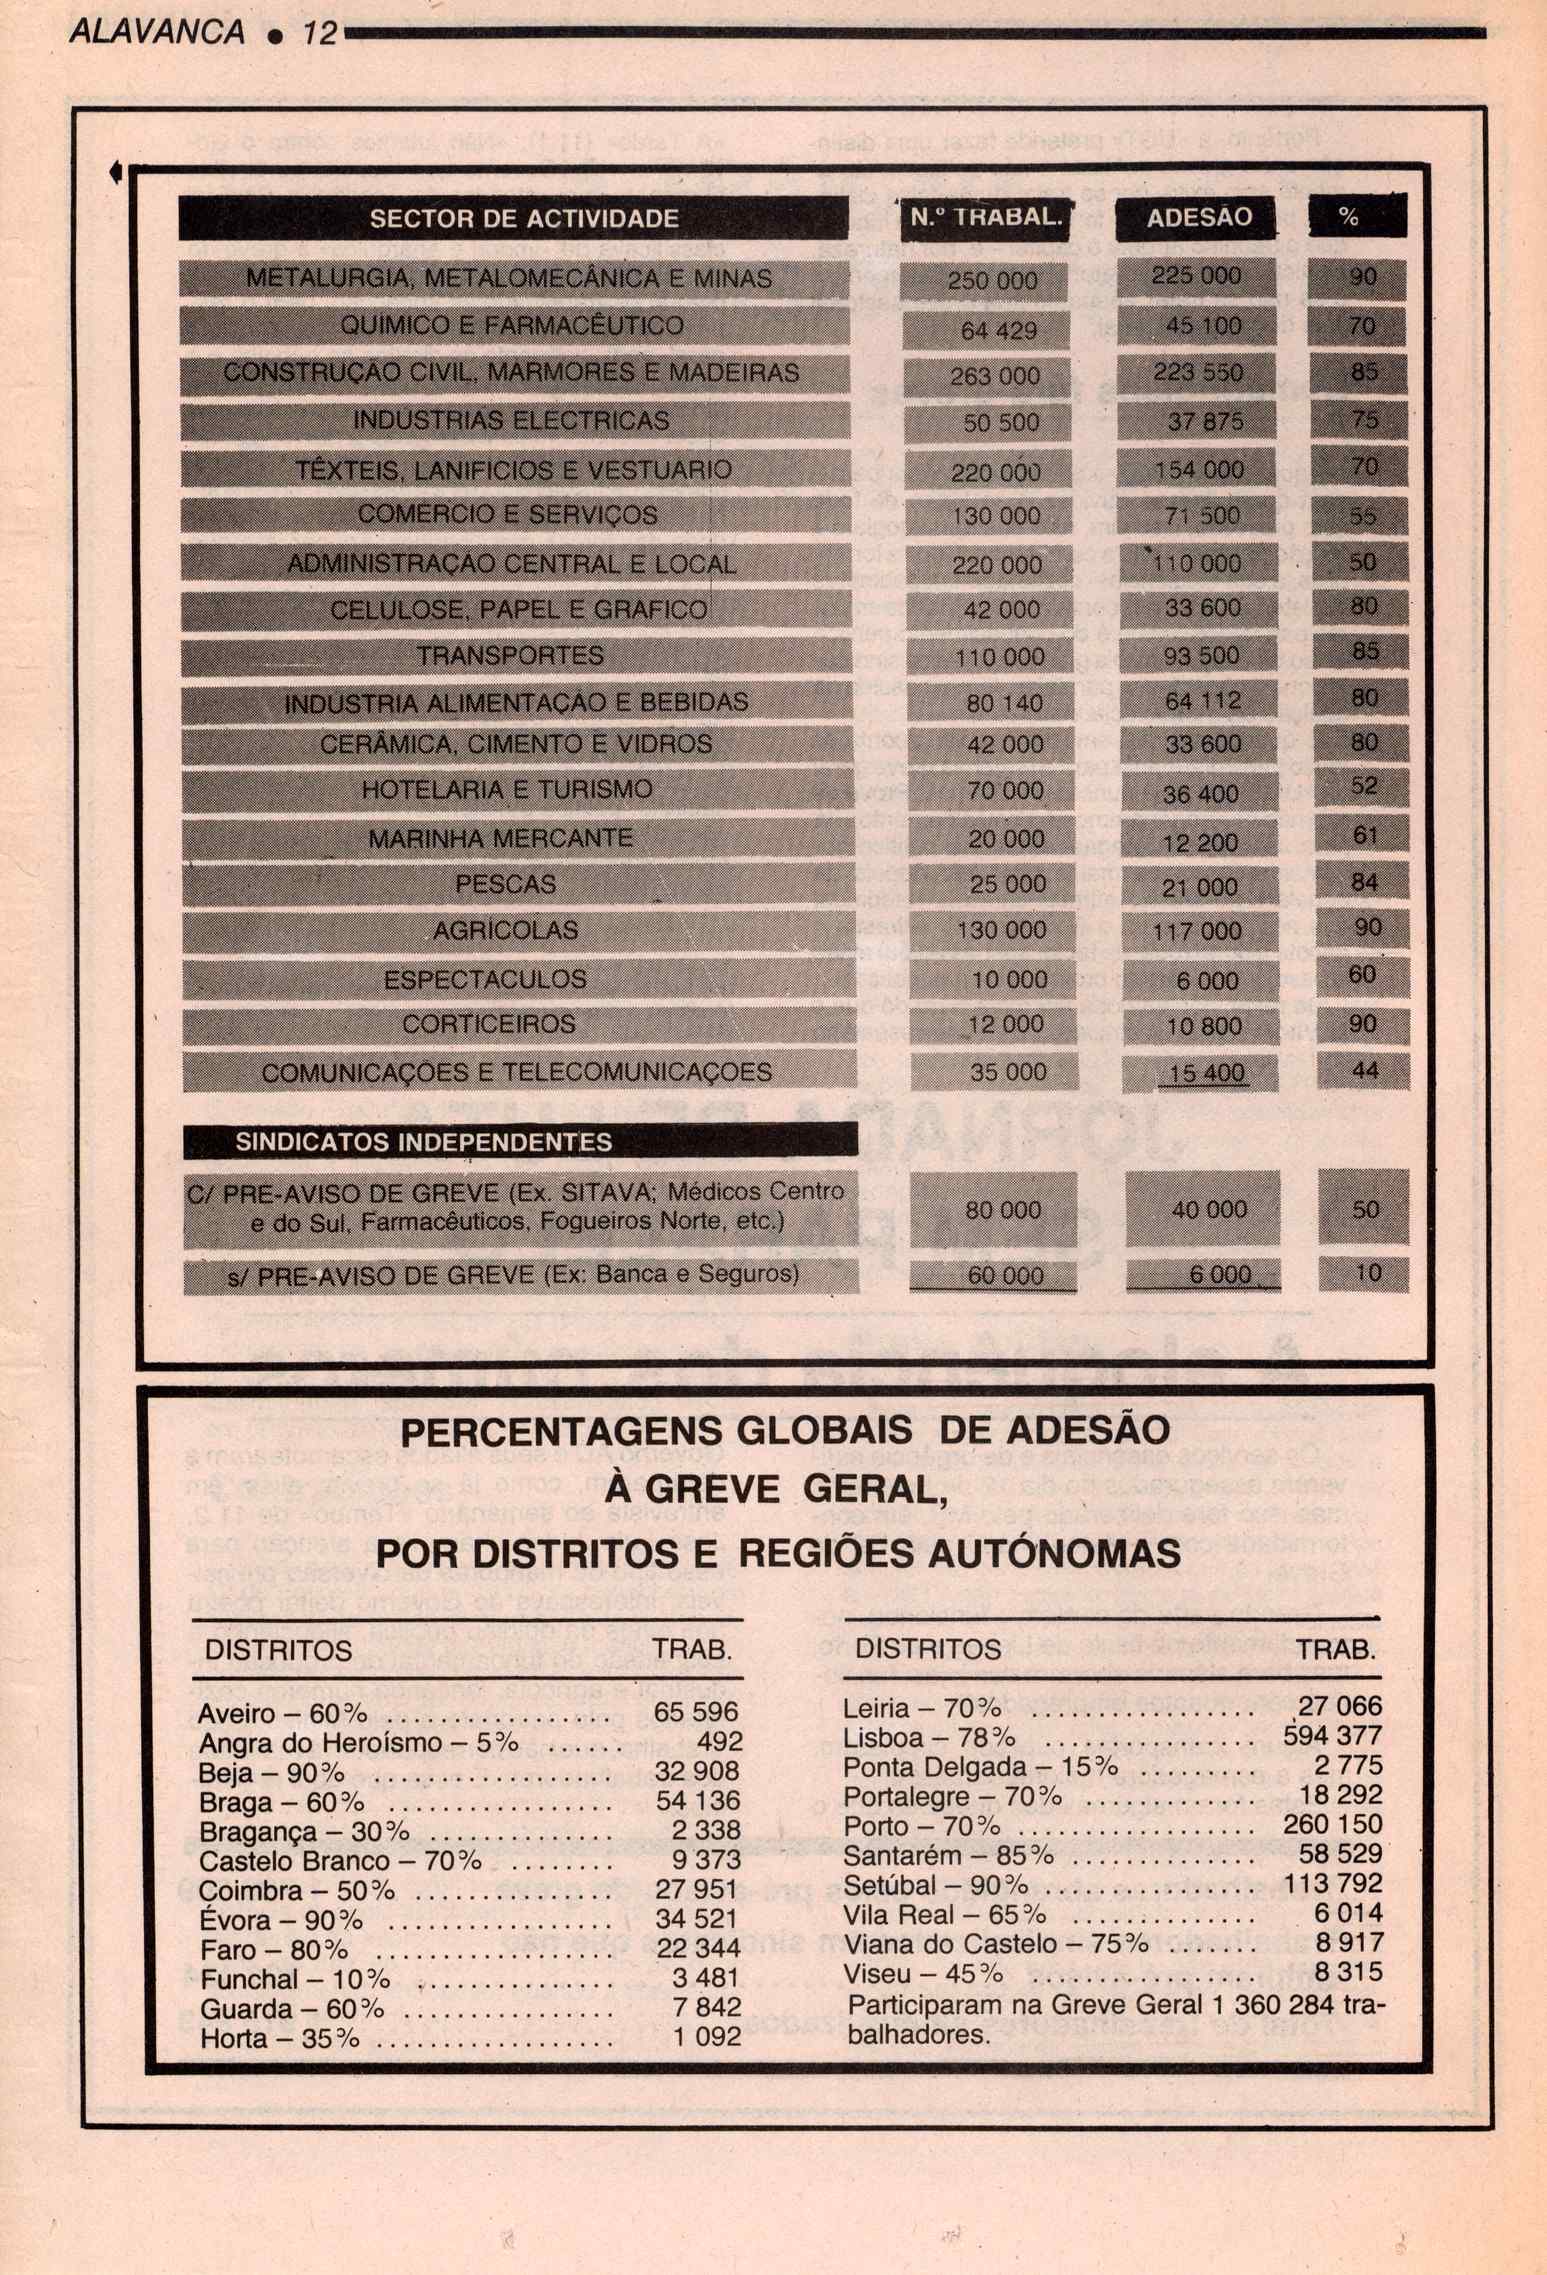 ALAVANCA ● 12
SECTOR DE ACTIVIDADE N.º TRABAL. ADESÃO %
METALURGIA, METALOMECÂNICA E MINAS 250 000 225 000 90
QUIMICO E FARMACÊUTICO 64 429 45 100 70
CONSTRUÇÃO CIVIL, MARMORES E MADEIRAS 263 000 223 550 85
INDUSTRIAS ELECTRICAS 50 500 37 875 75
TÊXTEIS, LANIFICIOS E VESTUARIO 220 000 154 000 70
COMERCIO E SERVIÇOS 130 000 71 500 55
ADMINISTRAÇÃO CENTRAL E LOCAL 220 000 110 000 50
CELULOSE, PAPEL E GRAFICO 42 000 33 600 80
TRANSPORTES 110 000 93 500 85
INDUSTRIA ALIMENTAÇÃO E BEBIDAS 80 140 64 112 80
CERÂMICA, CIMENTO E VIDROS 42 000 33 600 80
HOTELARIA E TURISMO 70 000 36 400 52
MARINHA MERCANTE 20 000 12 200 61
PESCAS 25 000 21 000 84
AGRICOLAS 130 000 117 000 90
ESPECTACULOS 10 000 6 000 60
CORTICEIROS 12 000 10 800 90
COMUNICAÇÕES E TELECOMUNICAÇOES 35 000 15 400 44
SINDICATOS INDEPENDENTES
C/ PRE-AVISO DE GREVE (Ex. SITAVA; Médicos Centro
e do Sul, Farmacêuticos, Fogueiros Norte, etc.) 80 000 40 000 50
s/ PRE-AVISO DE GREVE (Ex: Banca e Seguros) 60 000 6 000 10
PERCENTAGENS GLOBAIS DE ADESÃO
À GREVE GERAL,
POR DISTRITOS E REGIÕES AUTÓNOMAS
DISTRITOS TRAB.
Aveiro – 60% ................. 65 596
Angra do Heroísmo – 5% ...... 492
Beja – 90% .................. 32 908
Braga – 60% ................. 54 136
Bragança – 30% .............. 2 338
Castelo Branco – 70% ........ 9 373
Coimbra – 50% ............... 27 951
Évora – 90% ................. 34 521
Faro – 80% .................. 22 344
Funchal – 10% ............... 3 481
Guarda – 60% ................ 7 842
Horta – 35% .................. 1 092
DISTRITOS TRAB.
Leiria – 70% ................. 27 066
Lisboa – 78% ................ 594 377
Ponta Delgada – 15% ......... 2 775
Portalegre – 70% ............. 18 292
Porto – 70% .................. 260 150
Santarém – 85% .............. 58 529
Setúbal – 90% ................ 113 792
Vila Real – 65% .............. 6 014
Viana do Castelo – 75% ....... 8 917
Viseu – 45% ................. 8 315
Participaram na Greve Geral 1 360 284 tra-
balhadores.